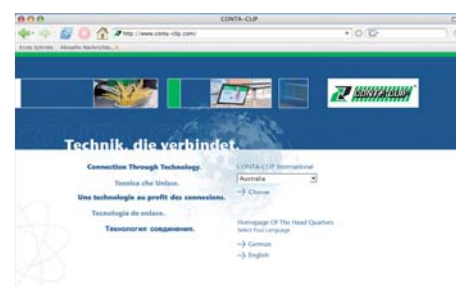 CONTA-CLIP
http://www.conta-clip.com/
Erste Schritte Aktuelle Nachrichte...
CONTA-CLIP
Technik, die verbindet.
Connection Through Technology.
Tecnica che Unisce.
Une technologie au profit des connexions.
Tecnología de enlace.
Технология соединения.
CONTA-CLIP International
Australia
Choose
Homepage Of The Head Quarters
Select Your Language
German
English